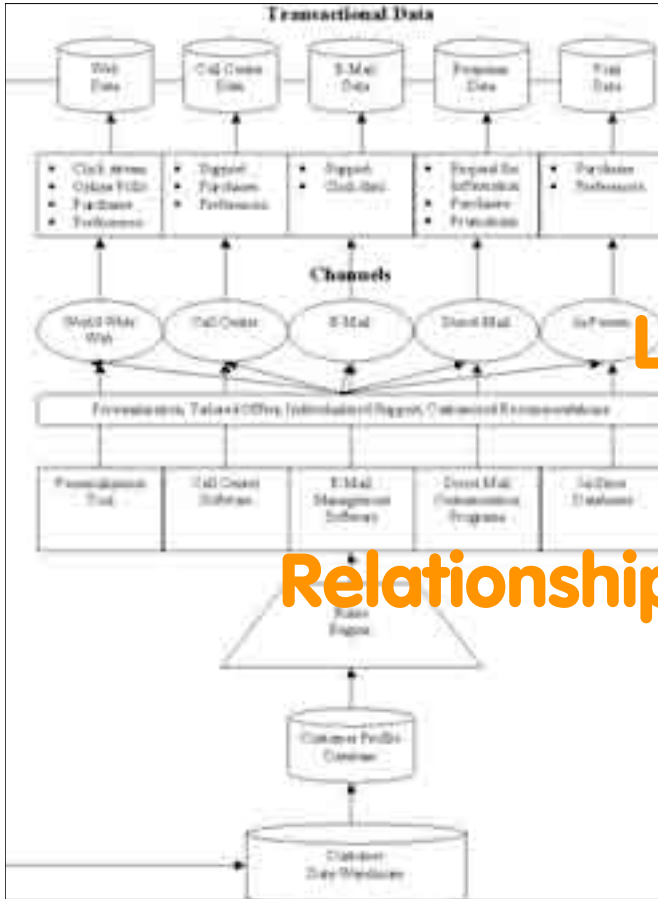 Transactional Data
Web
Data
Call Center
Data
E-Mail
Data
Response
Data
Data
• Click stream
• Online
• Purchases
• Preferences
• Support
• Purchases
• Preferences
• Support
• Click
• Request for
Information
• Purchases
• Promotions
• Purchases
• Preferences
Channels
World Wide
Web
Call Center
E-Mail
Direct Mail
In Person
L
Personalization, Tailored Offers, Individualized Support, Customized Recommendations
Personalization
Tool
Call Center
Software
E-Mail
Management
Software
Direct Mail
Communication
Programs
Databases
Relationship
Rules
Engine
Customer Profile
Database
Customer
Data Warehouse